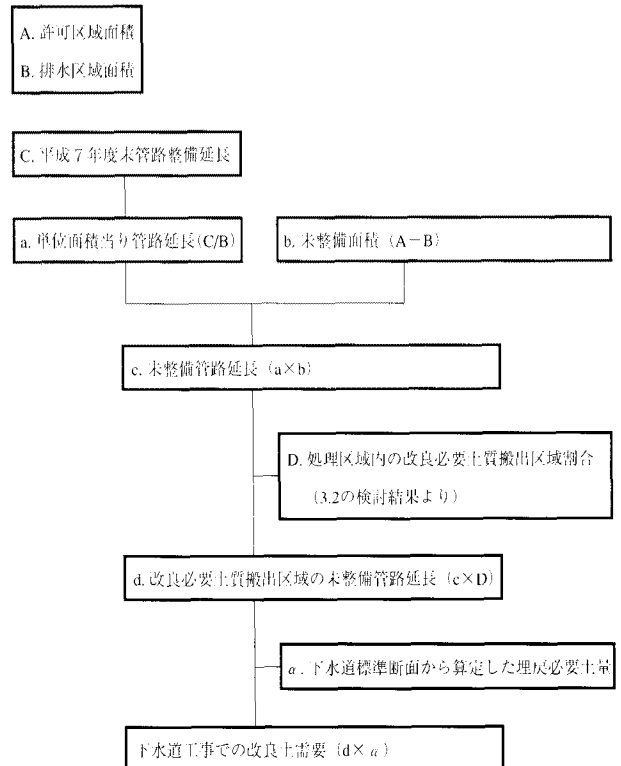 A. 許可区域面積
B. 排水区域面積
C. 平成7年度末管路整備延長
a. 単位面積当り管路延長(C/B)
b. 未整備面積（A－B）
c. 未整備管路延長（a×b）
D. 処理区域内の改良必要土質搬出区域割合
（3.2の検討結果より）
d. 改良必要土質搬出区域の未整備管路延長（c×D）
α. 下水道標準断面から算定した埋戻必要土量
下水道工事での改良土需要（d×α）